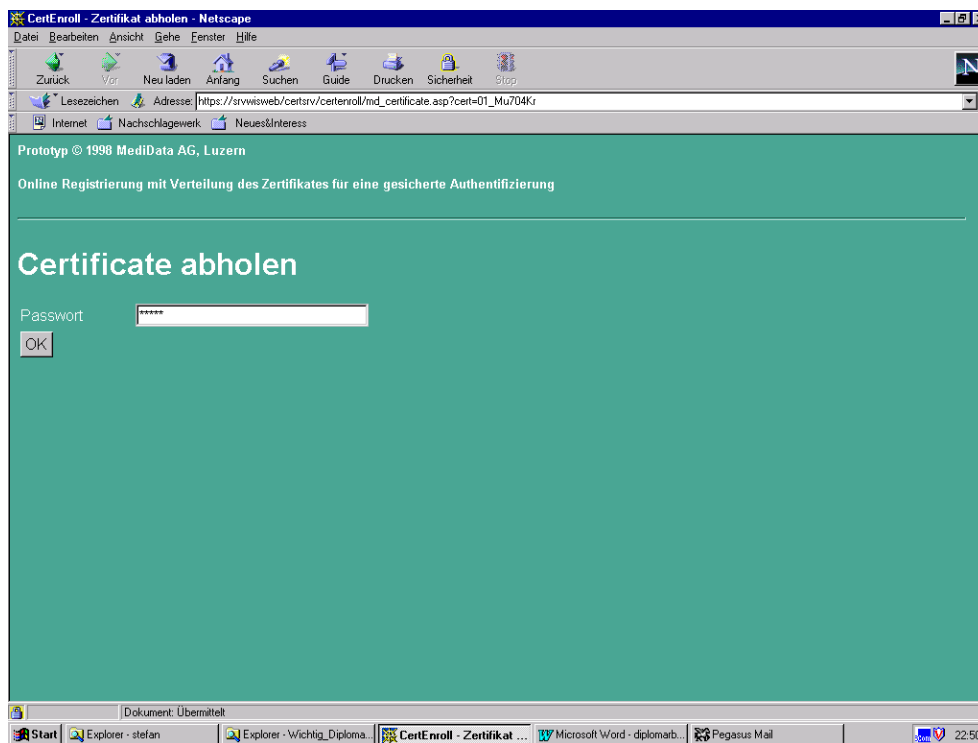 CertEnroll - Zertifikat abholen - Netscape
Datei Bearbeiten Ansicht Gehe Fenster Hilfe
Zurück Vor Neu laden Anfang Suchen Guide Drucken Sicherheit Stop
N
Lesezeichen Adresse: https://srvwisweb/certsrv/certenroll/md_certificate.asp?cert=01_Mu704Kr
Internet Nachschlagewerk Neues&Interess
Prototyp © 1998 MediData AG, Luzern
Online Registrierung mit Verteilung des Zertifikates für eine gesicherte Authentifizierung
Certificate abholen
Passwort *****
OK
Dokument: Übermittelt
Start Explorer - stefan Explorer - Wichtig_Diploma... CertEnroll - Zertifikat ... Microsoft Word - diplomarb... Pegasus Mail